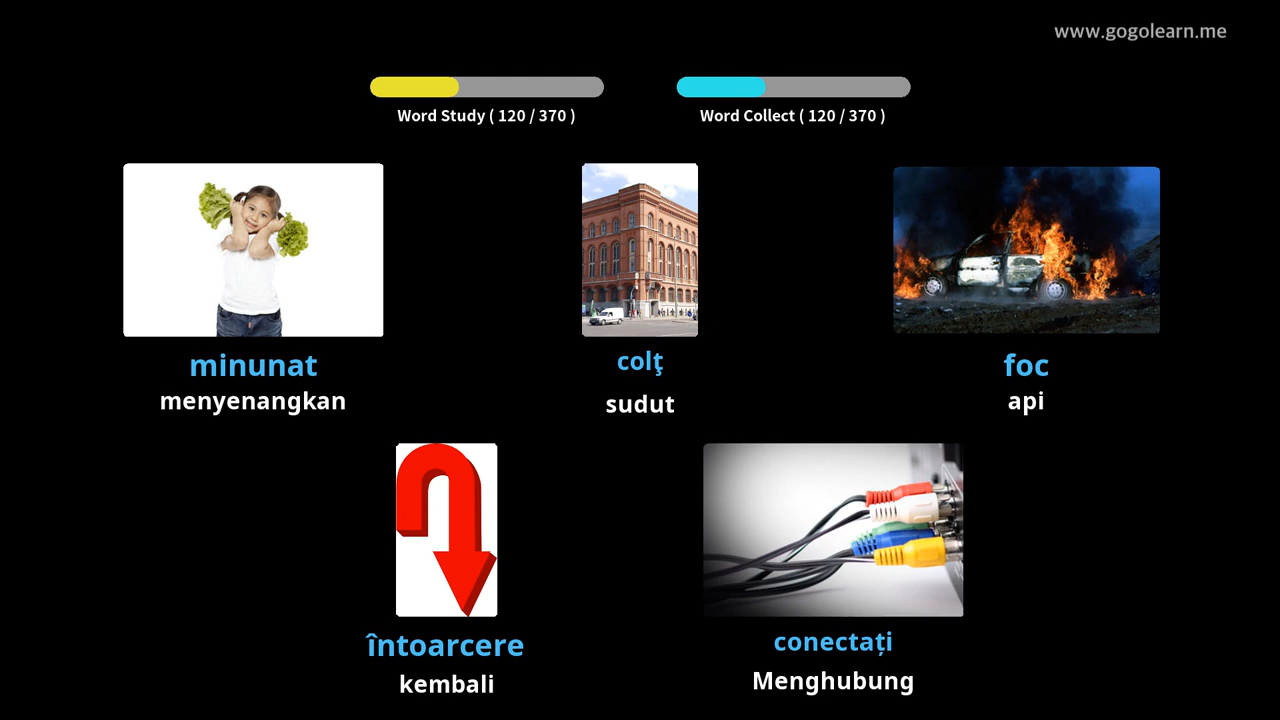 www.gogolearn.me
Word Study ( 120 / 370 )
Word Collect ( 120 / 370 )
minunat
menyenangkan
colţ
sudut
foc
api
întoarcere
kembali
conectați
Menghubung